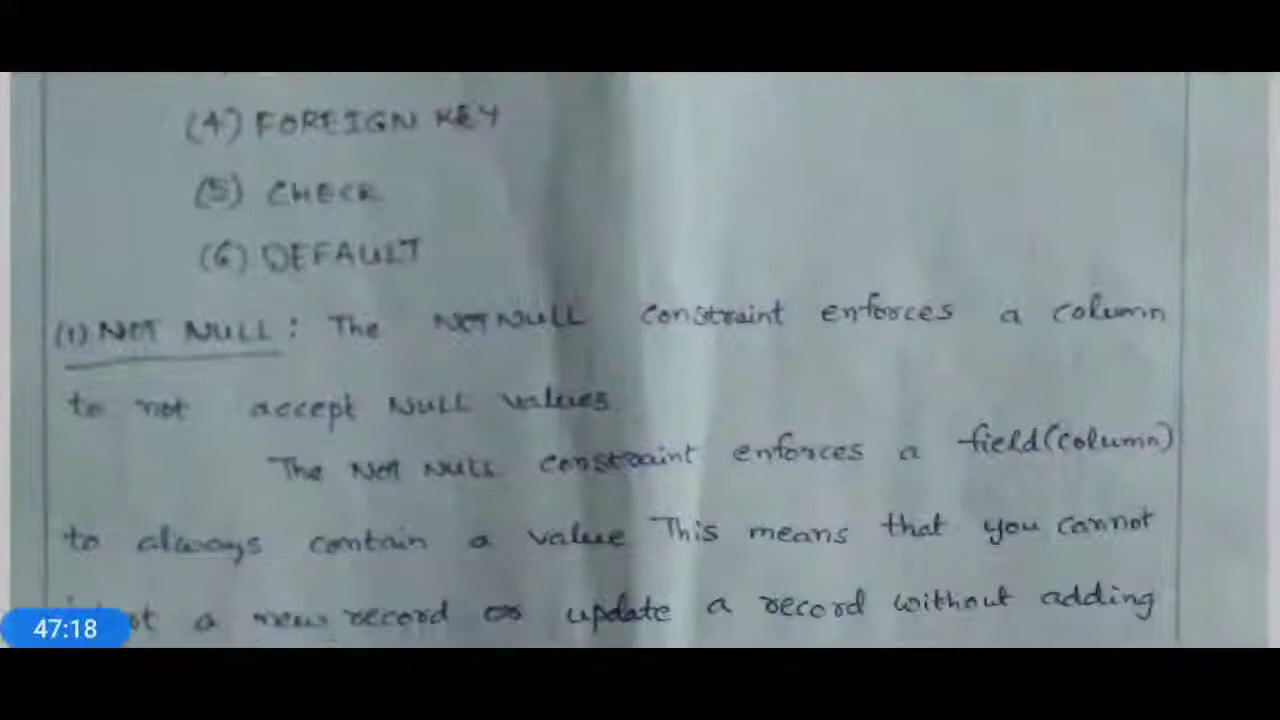 (4) FOREIGN KEY
(5) CHECK
(6) DEFAULT
(1) NOT NULL : The NOT NULL constraint enforces a column
to not accept NULL values
The Not NULL constraint enforces a field(column)
to always contain a value This means that you cannot
a new record or update a record without adding
47:18